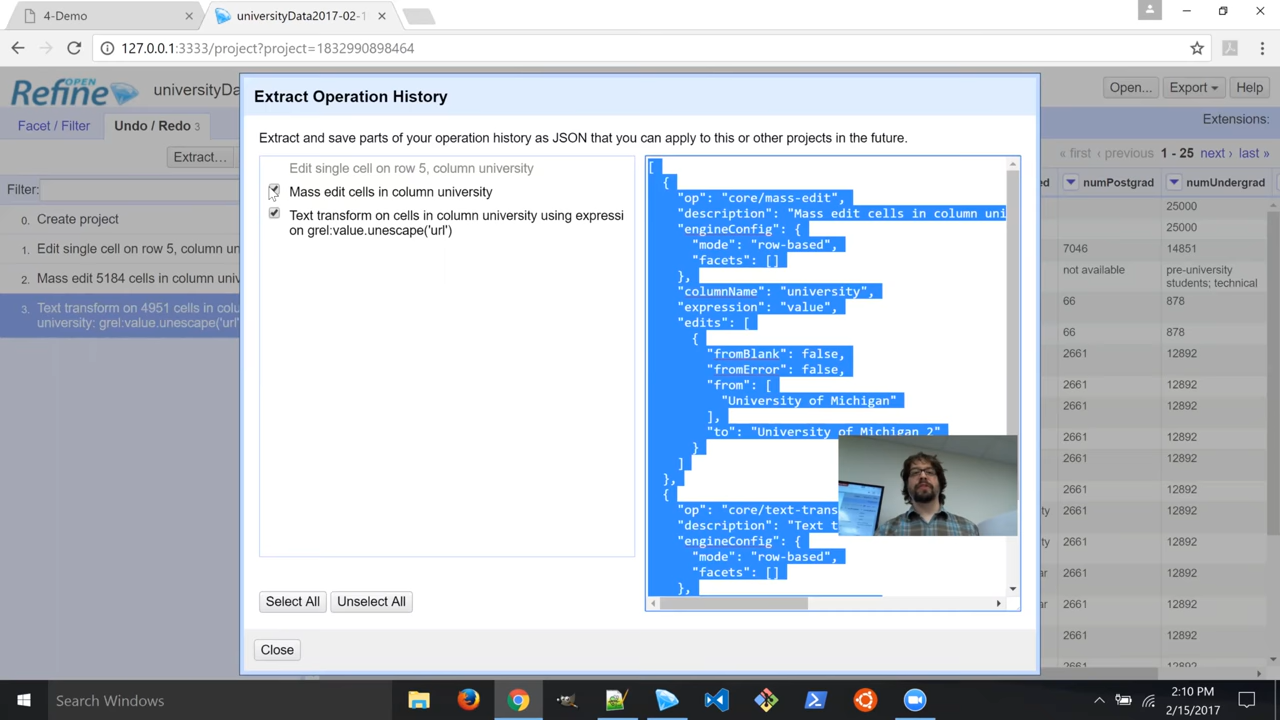 4-Demo
universityData2017-02-1
127.0.0.1:3333/project?project=1832990898464
OPEN
Refine
universityDa
Open...
Export
Help
Facet / Filter
Undo / Redo 3
Extensions:
Extract...
Filter:
0. Create project
1. Edit single cell on row 5, column un
2. Mass edit 5184 cells in column univ
3. Text transform on 4951 cells in colu
university: grel:value.unescape('url'
Extract Operation History
Extract and save parts of your operation history as JSON that you can apply to this or other projects in the future.
Edit single cell on row 5, column university
Mass edit cells in column university
Text transform on cells in column university using expressi
on grel:value.unescape('url')
Select All
Unselect All
Close
[
{
"op": "core/mass-edit",
"description": "Mass edit cells in column uni
"engineConfig": {
"mode": "row-based",
"facets": []
},
"columnName": "university",
"expression": "value",
"edits": [
{
"fromBlank": false,
"fromError": false,
"from": [
"University of Michigan"
],
"to": "University of Michigan 2"
}
]
},
{
"op": "core/text-trans
"description": "Text t
"engineConfig": {
"mode": "row-based",
"facets": []
},
« first ‹ previous 1 - 25 next › last »
ed
numPostgrad
numUndergrad
25000
25000
7046 14851
not available pre-university
students; technical
66 878
66 878
2661 12892
2661 12892
2661 12892
2661 12892
2661 12892
2661 12892
ity 2661 12892
ar 2661 12892
ity 2661 12892
ar 2661 12892
2661 12892
2661 12892
Search Windows
2:10 PM
2/15/2017